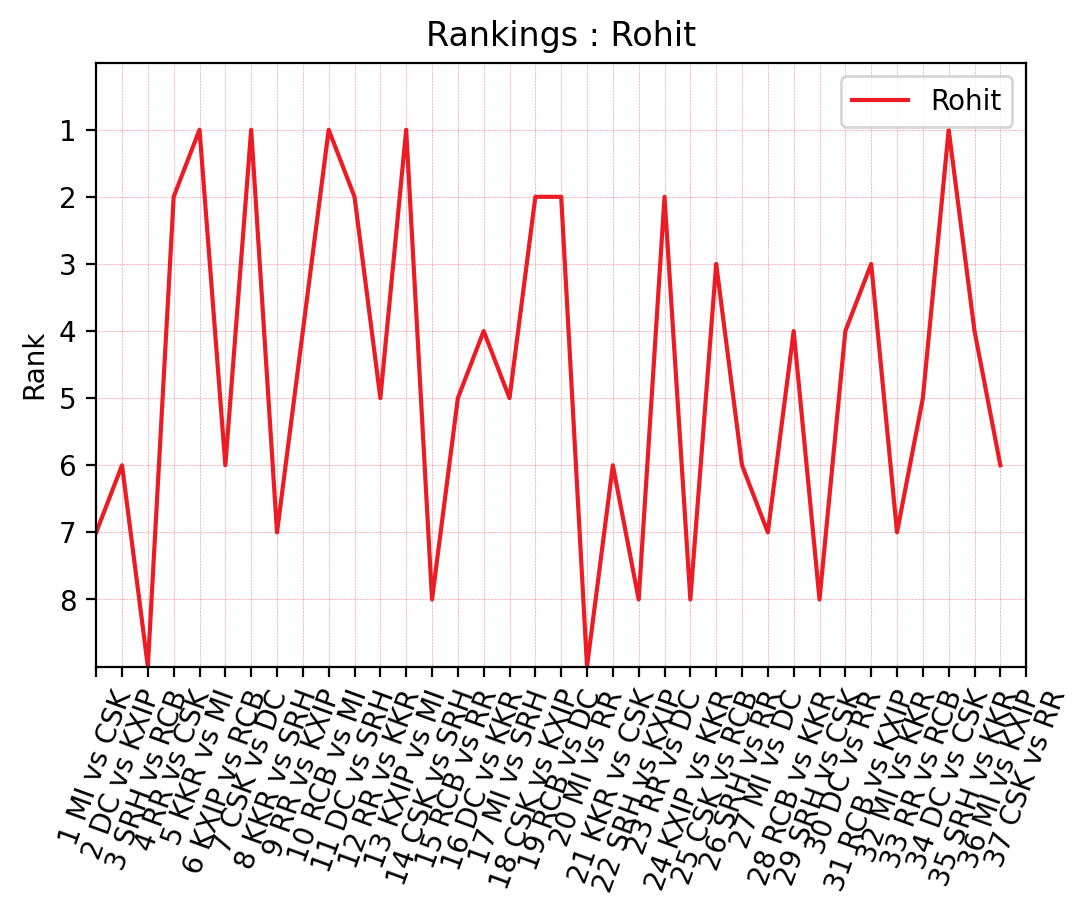 Rankings : Rohit
Rohit
Rank
1
2
3
4
5
6
7
8
1 MI vs CSK
2 DC vs KXIP
3 SRH vs RCB
4 RR vs CSK
5 KKR vs MI
6 KXIP vs RCB
7 CSK vs DC
8 KKR vs SRH
9 RR vs KXIP
10 RCB vs MI
11 DC vs SRH
12 RR vs KKR
13 KXIP vs MI
14 CSK vs SRH
15 RCB vs RR
16 DC vs KKR
17 MI vs SRH
18 CSK vs KXIP
19 RCB vs DC
20 MI vs RR
21 KKR vs CSK
22 SRH vs KXIP
23 RR vs DC
24 KXIP vs KKR
25 CSK vs RCB
26 SRH vs RR
27 MI vs DC
28 RCB vs KKR
29 SRH vs CSK
30 DC vs RR
31 RCB vs KXIP
32 MI vs KKR
33 RR vs RCB
34 DC vs CSK
35 SRH vs KKR
36 MI vs KXIP
37 CSK vs RR